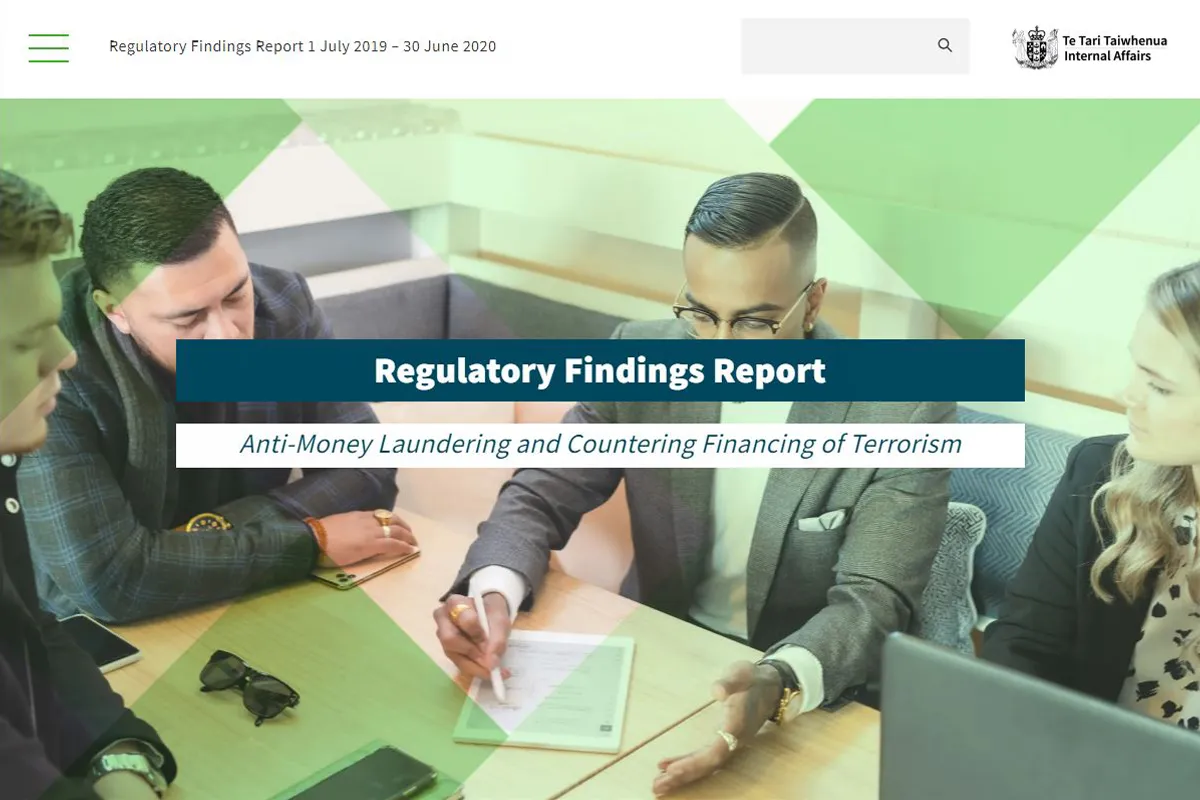 Regulatory Findings Report 1 July 2019 – 30 June 2020
Te Tari Taiwhenua
Internal Affairs
Regulatory Findings Report
Anti-Money Laundering and Countering Financing of Terrorism